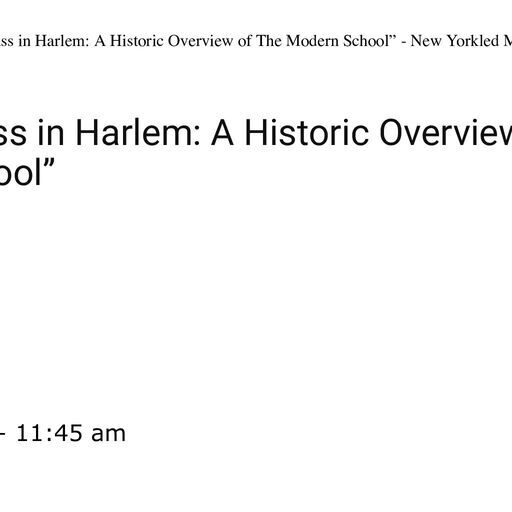 ss in Harlem: A Historic Overview of The Modern School” - New Yorkled M
ss in Harlem: A Historic Overview
ool”
- 11:45 am